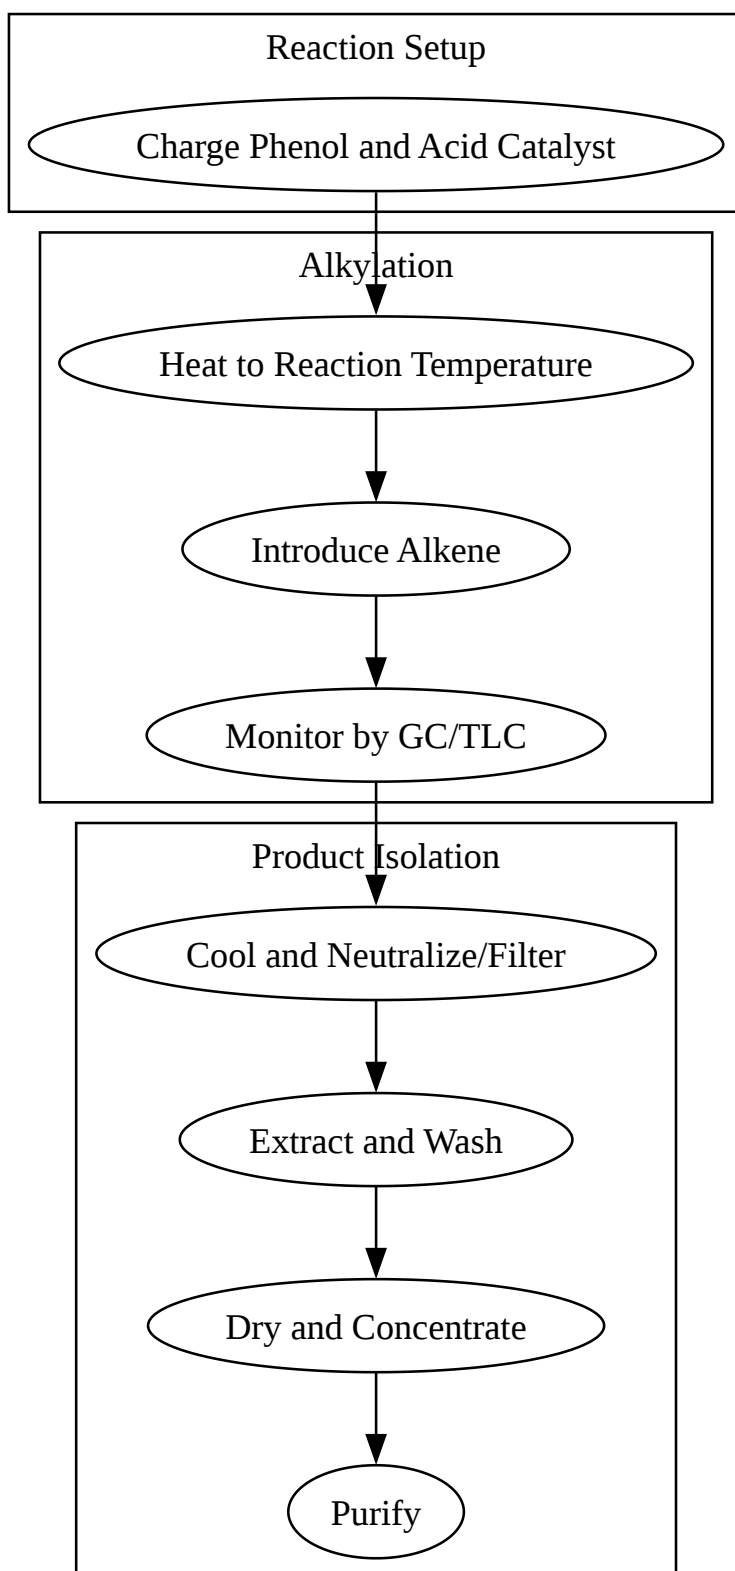 Reaction Setup
Charge Phenol and Acid Catalyst
Alkylation
Heat to Reaction Temperature
Introduce Alkene
Monitor by GC/TLC
Product Isolation
Cool and Neutralize/Filter
Extract and Wash
Dry and Concentrate
Purify